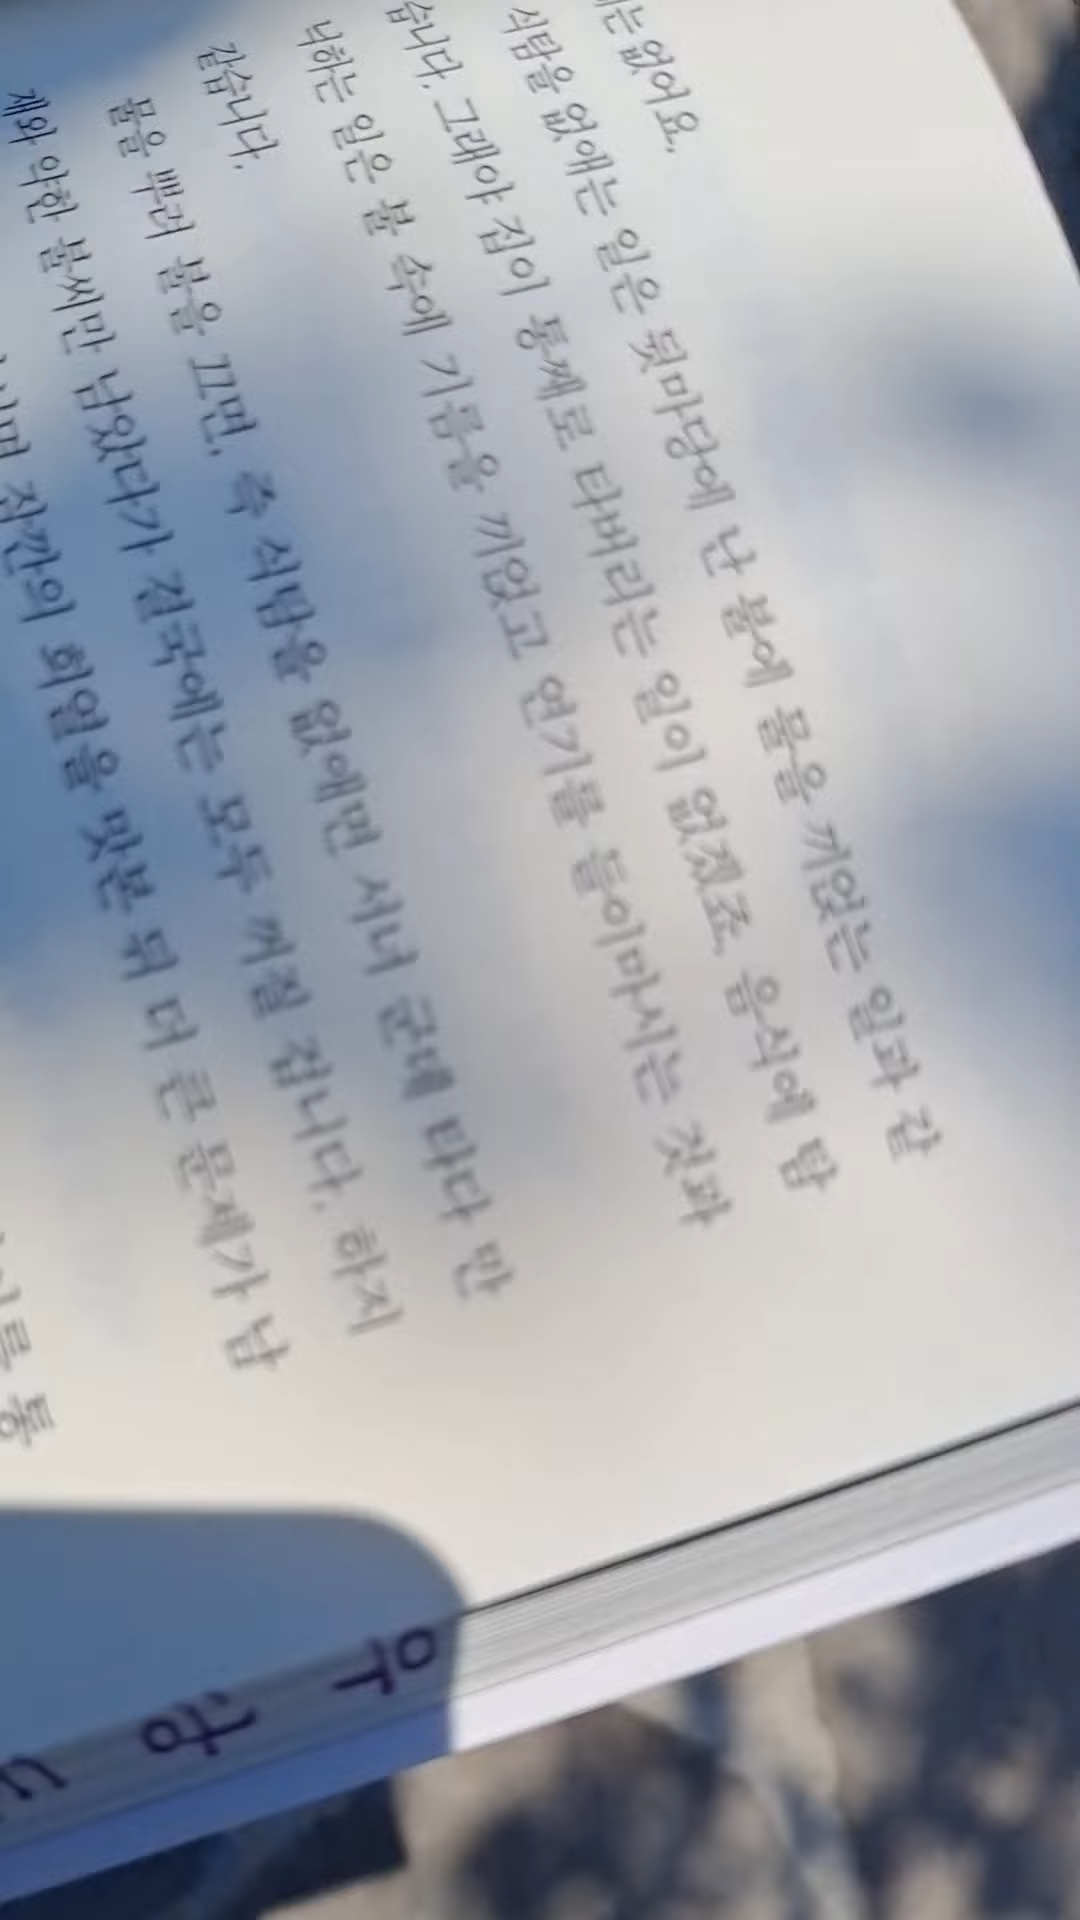 는 없어요.
식탐을 없애는 일은 뒷마당에 난 불에 물을 끼얹는 일과 같
습니다. 그래야 집이 통째로 타버리는 일이 없겠죠. 음식에 탐
닉하는 일은 불 속에 기름을 끼얹고 연기를 들이마시는 것과
같습니다.
물을 뿌려 불을 끄면, 즉 식탐을 없애면 서너 군데 타다 만
재와 약한 불씨만 남았다가 결국에는 모두 꺼질 겁니다. 하지
잠깐의 희열을 맛본 뒤 더 큰 문제가 남
통